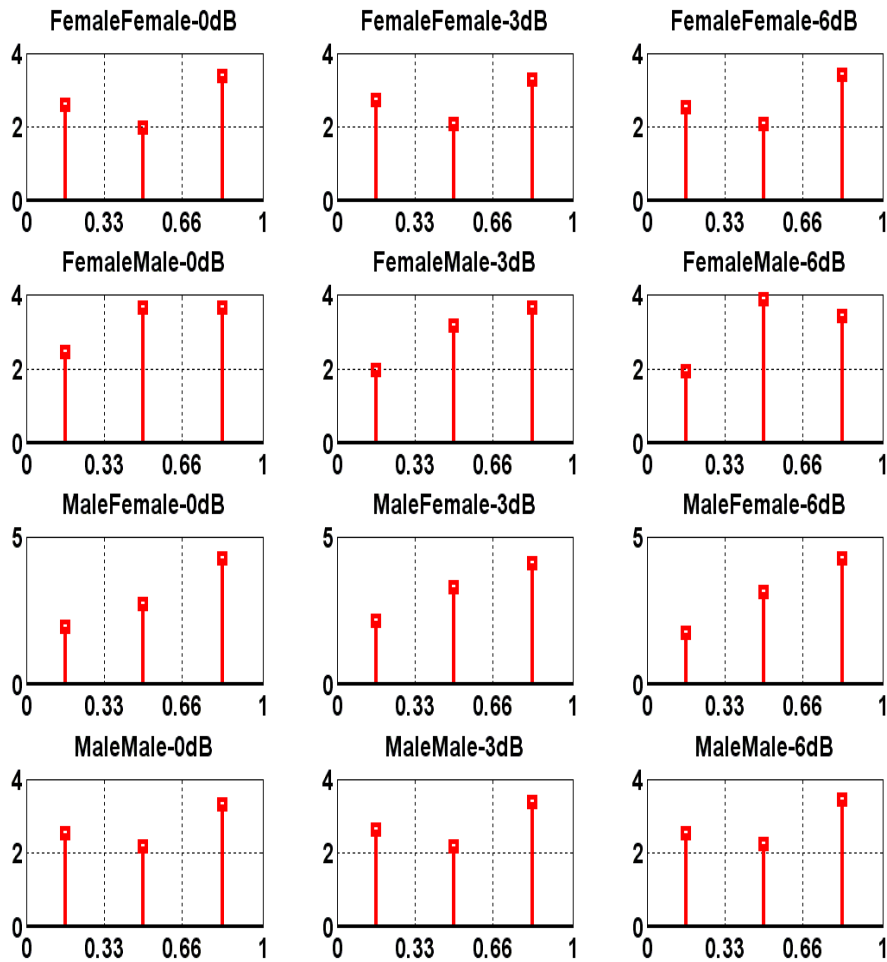 FemaleFemale-0dB FemaleFemale-3dB FemaleFemale-6dB
4 4 4
2 2 2
0 0 0
0 0.33 0.66 1 0 0.33 0.66 1 0 0.33 0.66 1
FemaleMale-0dB FemaleMale-3dB FemaleMale-6dB
4 4 4
2 2 2
0 0 0
0 0.33 0.66 1 0 0.33 0.66 1 0 0.33 0.66 1
MaleFemale-0dB MaleFemale-3dB MaleFemale-6dB
5 5 5
0 0 0
0 0.33 0.66 1 0 0.33 0.66 1 0 0.33 0.66 1
MaleMale-0dB MaleMale-3dB MaleMale-6dB
4 4 4
2 2 2
0 0 0
0 0.33 0.66 1 0 0.33 0.66 1 0 0.33 0.66 1